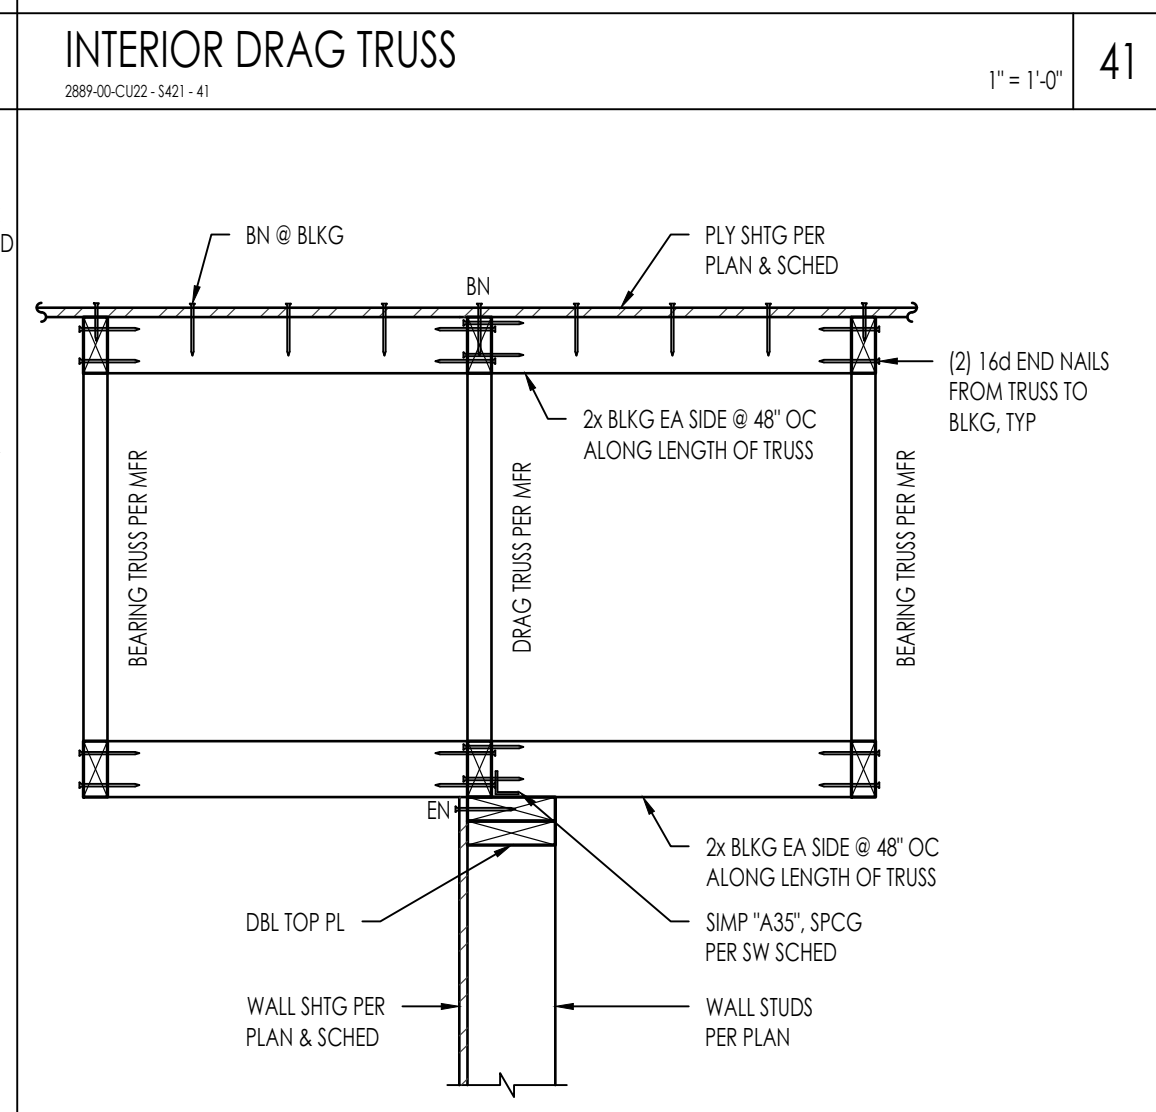 INTERIOR DRAG TRUSS
2889-00-CU22 - S421 - 41
1" = 1'-0"
41
D
BN @ BLKG
PLY SHTG PER
PLAN & SCHED
BN
(2) 16d END NAILS
FROM TRUSS TO
BLKG, TYP
2x BLKG EA SIDE @ 48" OC
ALONG LENGTH OF TRUSS
BEARING TRUSS PER MFR
DRAG TRUSS PER MFR
BEARING TRUSS PER MFR
EN
2x BLKG EA SIDE @ 48" OC
ALONG LENGTH OF TRUSS
DBL TOP PL
SIMP "A35", SPCG
PER SW SCHED
WALL SHTG PER
PLAN & SCHED
WALL STUDS
PER PLAN